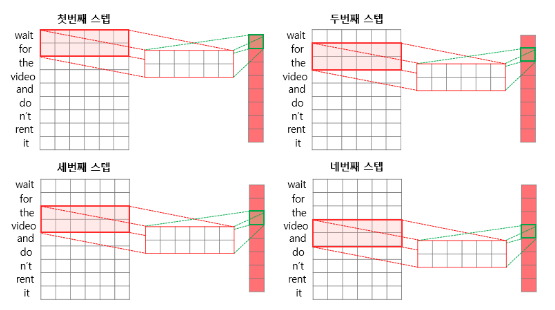 첫번째 스텝
wait
for
the
video
and
do
n't
rent
it
두번째 스텝
wait
for
the
video
and
do
n't
rent
it
세번째 스텝
wait
for
the
video
and
do
n't
rent
it
네번째 스텝
wait
for
the
video
and
do
n't
rent
it